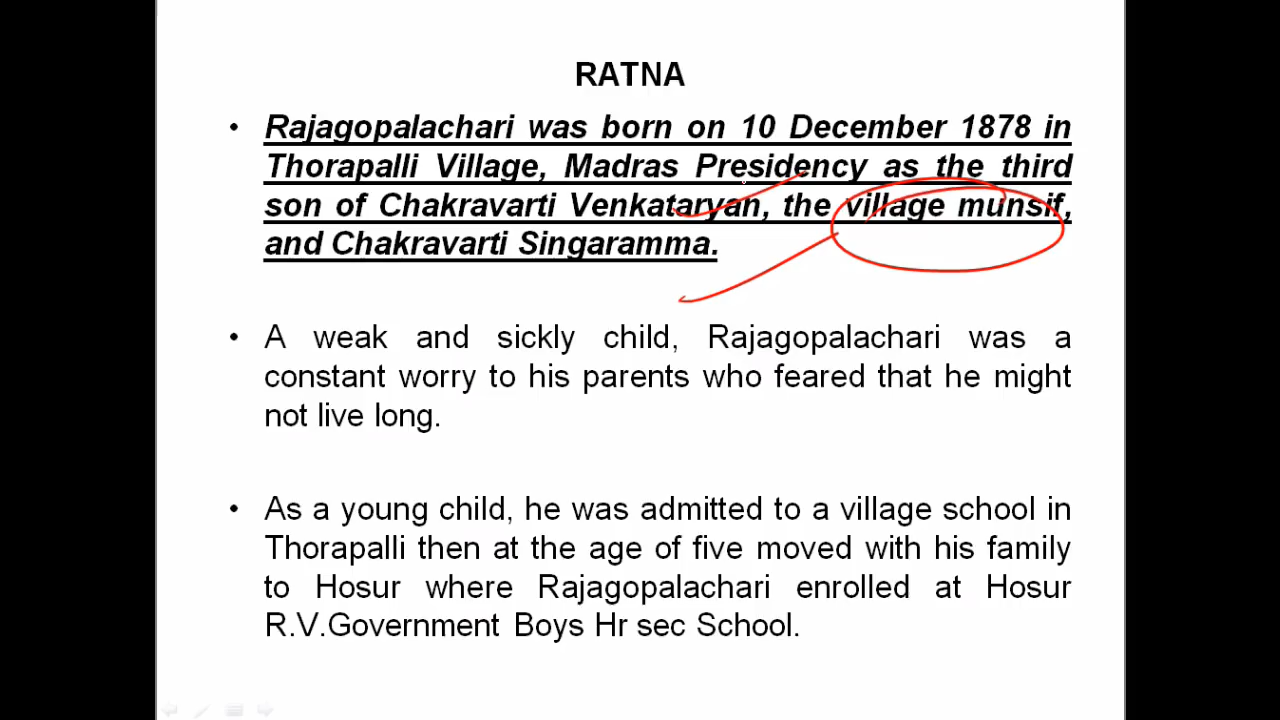 RATNA
• Rajagopalachari was born on 10 December 1878 in
Thorapalli Village, Madras Presidency as the third
son of Chakravarti Venkataryan, the village munsif,
and Chakravarti Singaramma.
• A weak and sickly child, Rajagopalachari was a
constant worry to his parents who feared that he might
not live long.
• As a young child, he was admitted to a village school in
Thorapalli then at the age of five moved with his family
to Hosur where Rajagopalachari enrolled at Hosur
R.V.Government Boys Hr sec School.